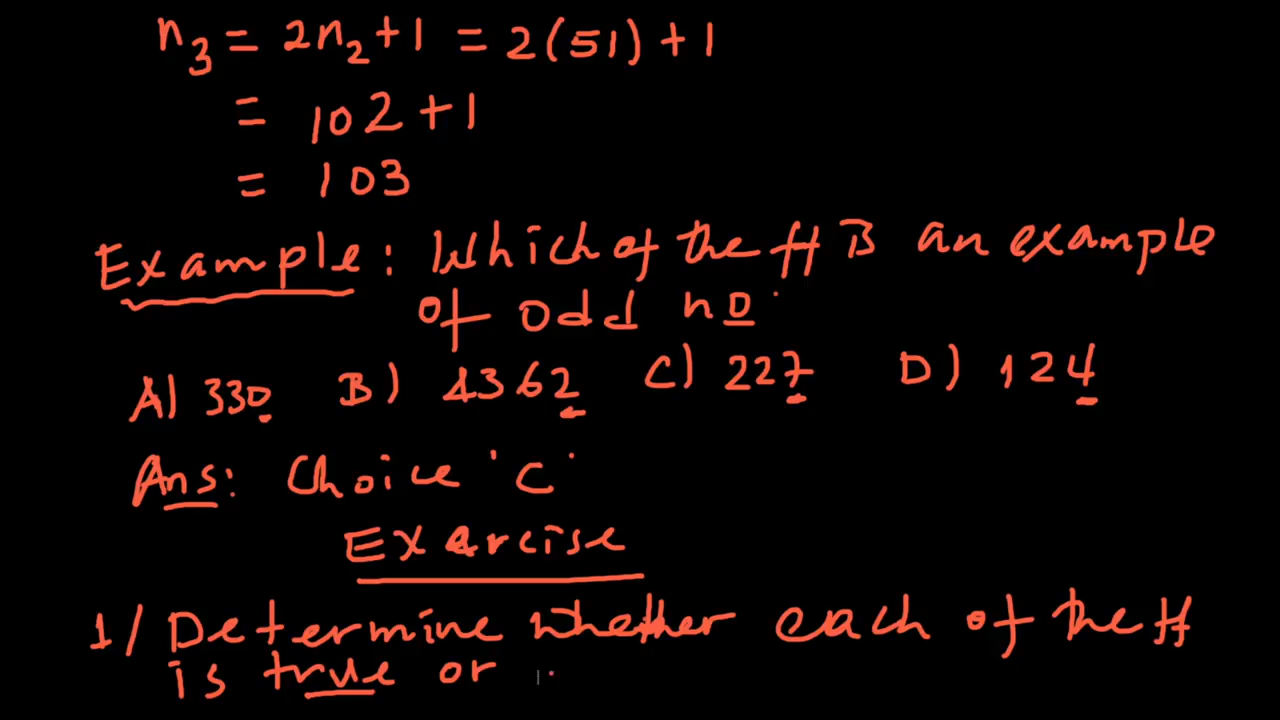 n₃ = 2n₂+1 = 2(51) + 1
= 102 + 1
= 103
Example: Which of the ff is an example
of odd no.
A) 330 B) 4362 C) 227 D) 124
Ans: Choice 'C'
Exercise
1/ Determine whether each of the ff
is true or